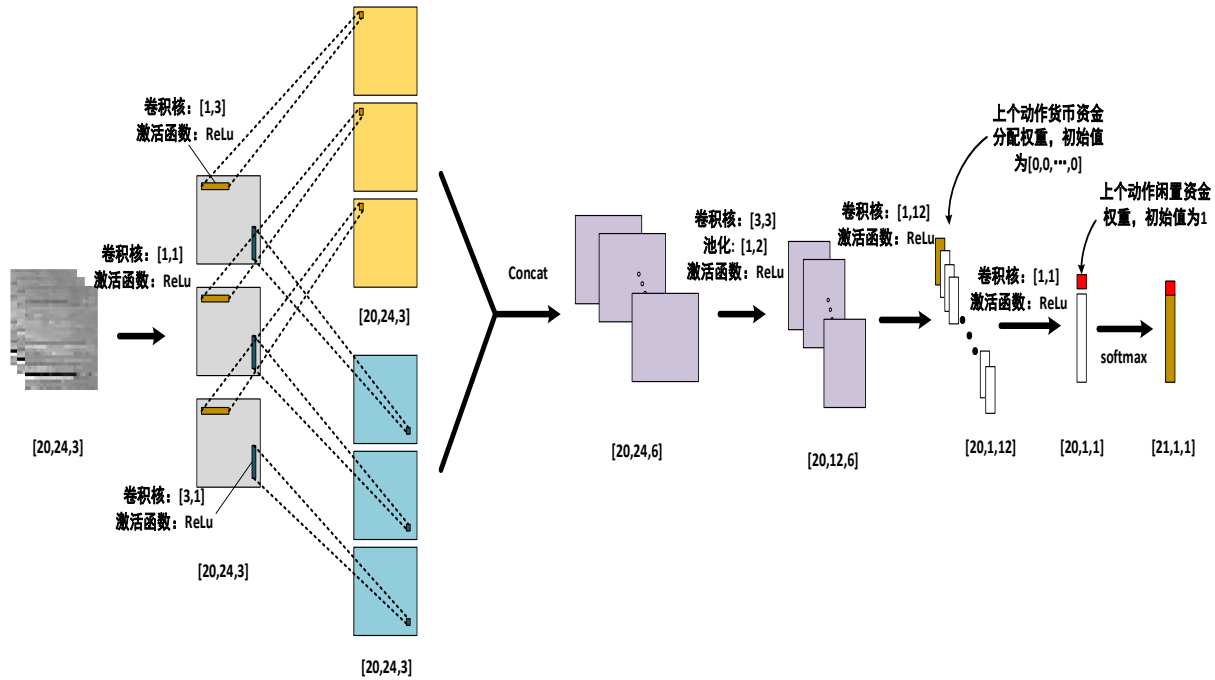 卷积核：[1,3]
激活函数：ReLu
卷积核：[1,1]
激活函数：ReLu
[20,24,3]
卷积核：[3,1]
激活函数：ReLu
[20,24,3]
[20,24,3]
[20,24,3]
Concat
[20,24,6]
卷积核：[3,3]
池化: [1,2]
激活函数：ReLu
[20,12,6]
卷积核：[1,12]
激活函数：ReLu
上个动作货币资金
分配权重，初始值
为[0,0,…,0]
[20,1,12]
卷积核：[1,1]
激活函数：ReLu
上个动作闲置资金
权重，初始值为1
[20,1,1]
softmax
[21,1,1]